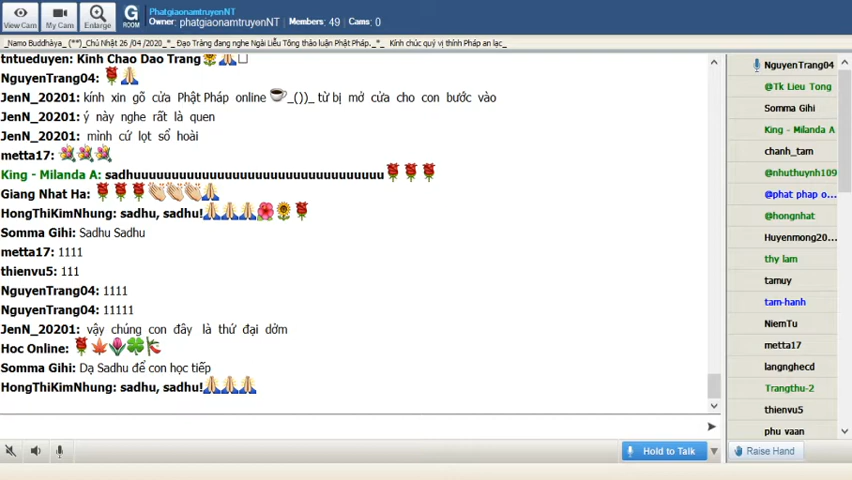 View Cam
My Cam
Enlarge
G
ROOM
PhatgiaonamtruyenNT
Owner: phatgiaonamtruyenNT Members: 49 Cams: 0
_Namo Buddhàya_ (**)_Chủ Nhật 26 /04 /2020_*_ Đạo Tràng đang nghe Ngài Liễu Tông thảo luận Phật Pháp._*_ Kính chúc quý vị thính Pháp an lạc_
tntueduyen: Kinh Chao Dao Trang🌻🙏□
NguyenTrang04: 🌹🙏
JenN_20201: kính xin gõ cửa Phật Pháp online ☕_())_ từ bị mở cửa cho con bước vào
JenN_20201: ý này nghe rất là quen
JenN_20201: mình cứ lọt sổ hoài
metta17: 💐💐💐
King - Milanda A: sadhuuuuuuuuuuuuuuuuuuuuuuuuuuuuuuuuu🌹🌹🌹
Giang Nhat Ha: 🌹🌹🌹👏👏👏🙏
HongThiKimNhung: sadhu, sadhu!🙏🙏🙏🌺🌻🌹
Somma Gihi: Sadhu Sadhu
metta17: 1111
thienvu5: 111
NguyenTrang04: 1111
NguyenTrang04: 11111
JenN_20201: vậy chúng con đây là thứ đại dởm
Hoc Online: 🌹🍁🌷🍀🎋
Somma Gihi: Dạ Sadhu để con học tiếp
HongThiKimNhung: sadhu, sadhu!🙏🙏🙏
Hold to Talk
NguyenTrang04
@Tk Lieu Tong
Somma Gihi
King - Milanda A
chanh_tam
@nhuthuynh109
@phat phap o...
@hongnhat
Huyenmong20...
thy lam
tamuy
tam-hanh
NiemTu
metta17
langnghecd
Trangthu-2
thienvu5
phu vaan
Raise Hand